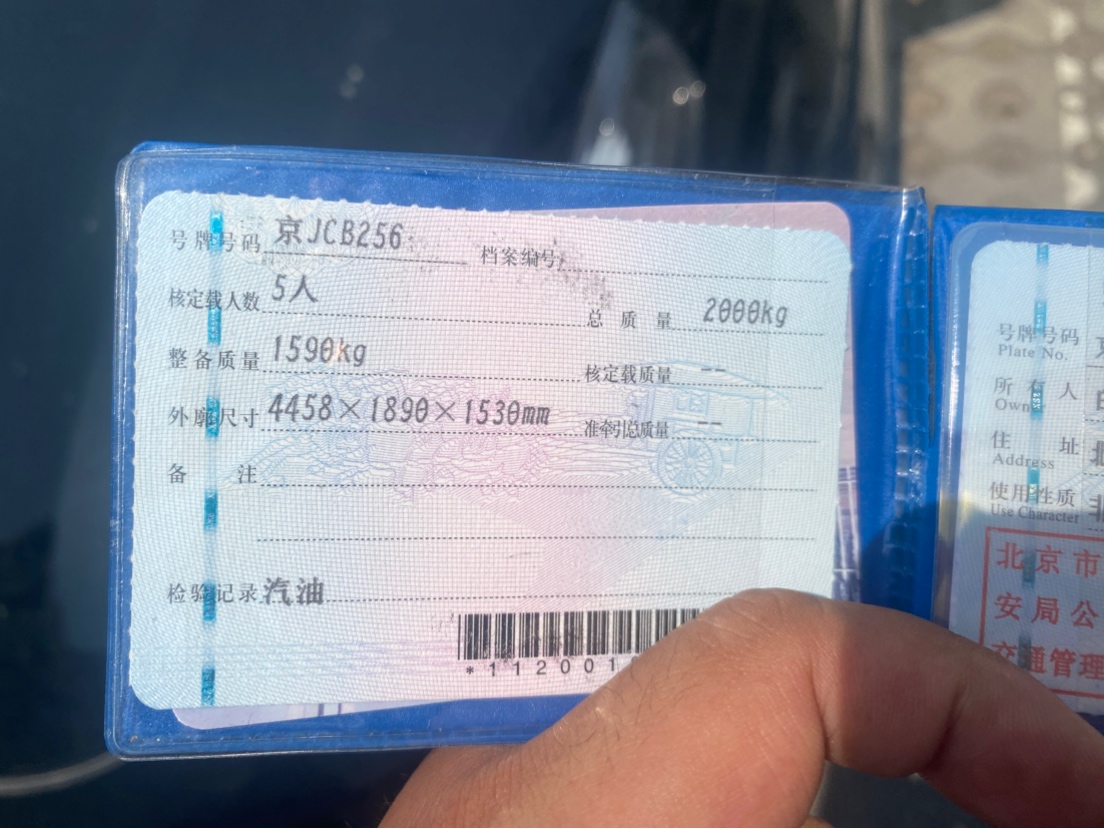 号牌号码 京JCB256 档案编号
核定载人数 5人 总质量 2000kg
整备质量 1590kg 核定载质量 --
外廓尺寸 4458×1890×1530mm 准牵引总质量 --
备注
检验记录 汽油
*112001
号牌号码
Plate No.
所有人
Owner
住址
Address
使用性质 非
Use Character
北京市
安局公
交通管理